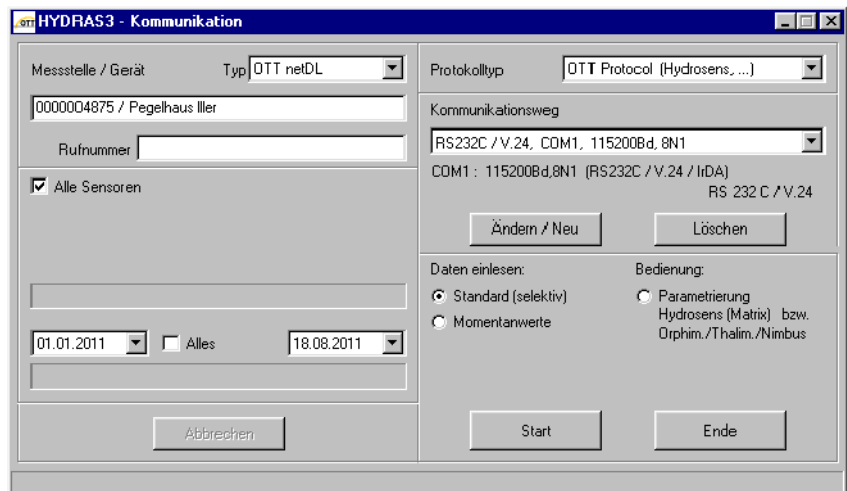 OTT HYDRAS3 - Kommunikation
Messstelle / Gerät Typ OTT netDL
0000004875 / Pegelhaus Iller
Rufnummer
Alle Sensoren
01.01.2011 Alles 18.08.2011
Abbrechen
Protokolltyp OTT Protocol (Hydrosens, ...)
Kommunikationsweg
RS232C / V.24, COM1, 115200Bd, 8N1
COM1 : 115200Bd,8N1 (RS232C / V.24 / IrDA)
RS 232 C / V.24
Ändern / Neu Löschen
Daten einlesen: Bedienung:
Standard (selektiv) Parametrierung
Hydrosens (Matrix) bzw.
Momentanwerte Orphim./Thalim./Nimbus
Start Ende